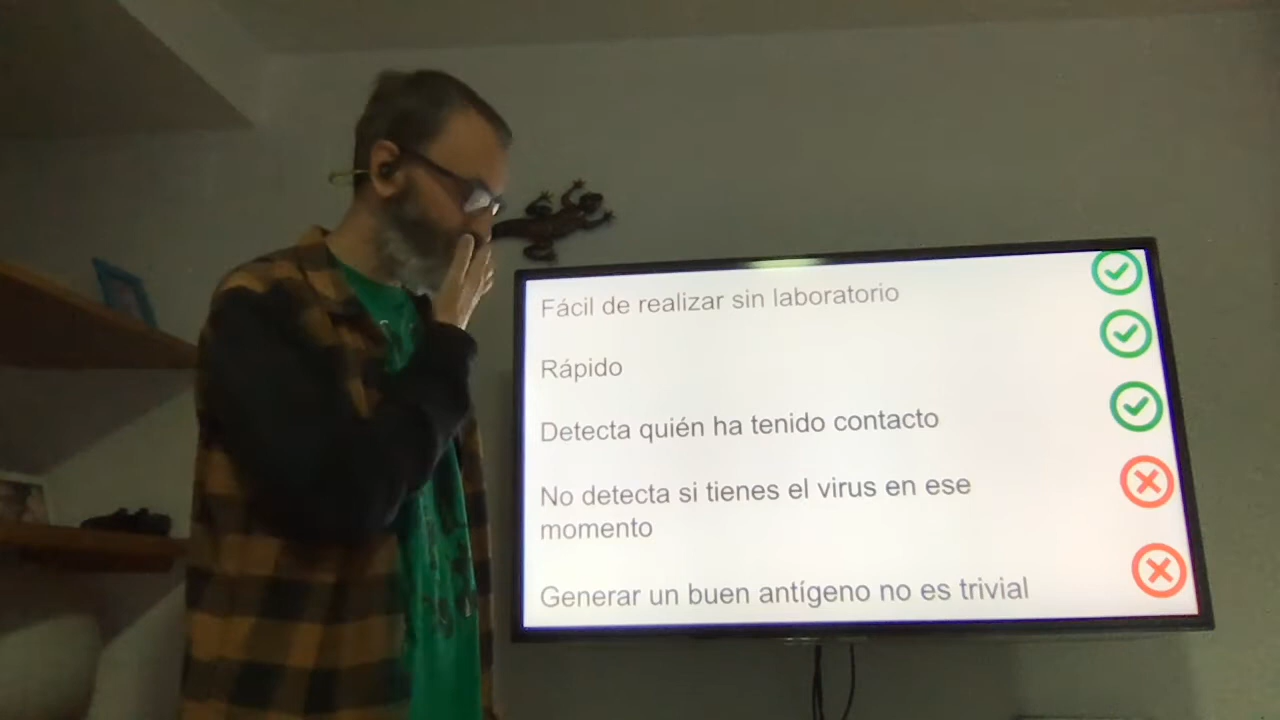 Fácil de realizar sin laboratorio
Rápido
Detecta quién ha tenido contacto
No detecta si tienes el virus en ese
momento
Generar un buen antígeno no es trivial